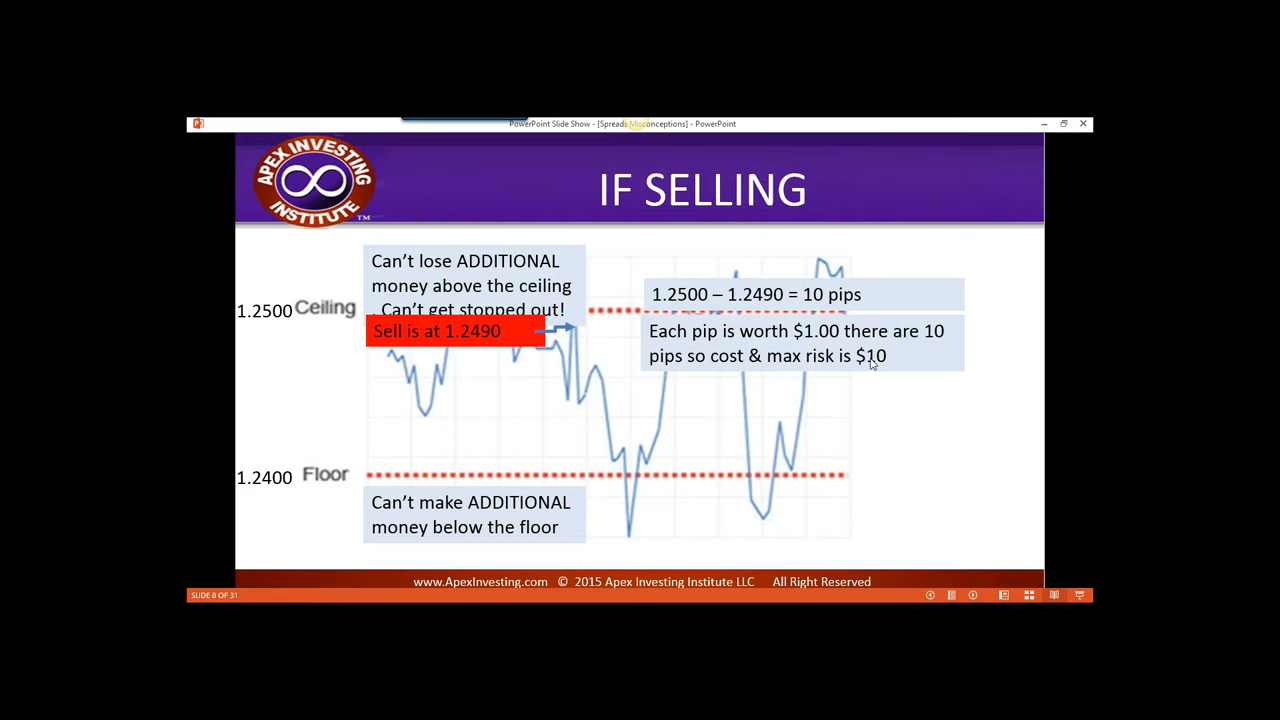 PowerPoint Slide Show - [Spreads Misconceptions] - PowerPoint
APEX INVESTING
INSTITUTE
TM
IF SELLING
Can't lose ADDITIONAL
money above the ceiling
. Can't get stopped out!
1.2500 – 1.2490 = 10 pips
1.2500 Ceiling
Sell is at 1.2490
Each pip is worth $1.00 there are 10
pips so cost & max risk is $10
1.2400 Floor
Can't make ADDITIONAL
money below the floor
www.ApexInvesting.com © 2015 Apex Investing Institute LLC All Right Reserved
SLIDE 8 OF 31